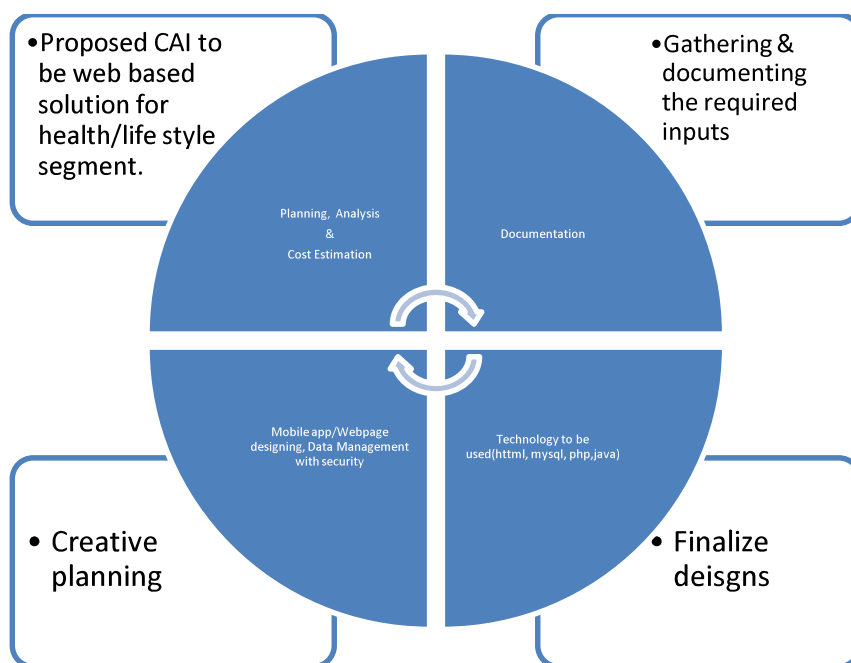 •Proposed CAI to
be web based
solution for
health/life style
segment.
•Gathering &
documenting
the required
inputs
Planning, Analysis
&
Cost Estimation
Documentation
Mobile app/Webpage
designing, Data Management
with security
Technology to be
used(httml, mysql, php,java)
• Creative
planning
• Finalize
deisgns